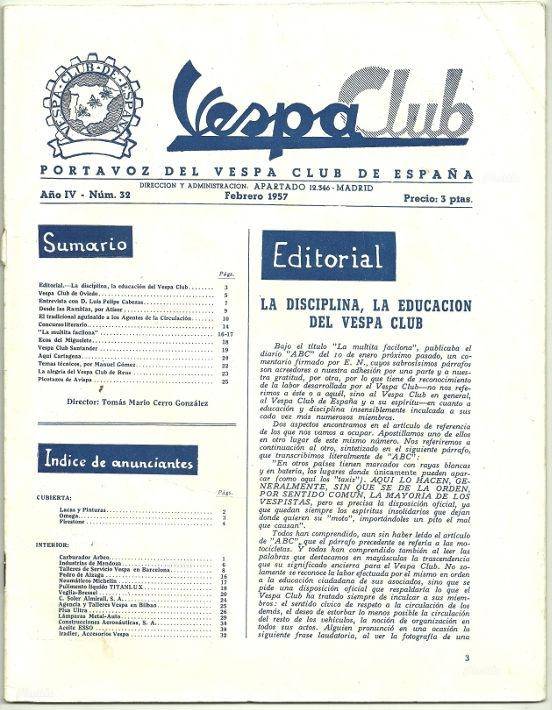 VESPA-CLUB-DE-ESPAÑA
Vespa Club
PORTAVOZ DEL VESPA CLUB DE ESPAÑA
DIRECCION Y ADMINISTRACION: APARTADO 12.346 - MADRID
Año IV - Núm. 32
Febrero 1957
Precio: 3 ptas.
Sumario
Págs.
Editorial.—La disciplina, la educación del Vespa Club 3
Vespa Club de Oviedo 5
Entrevista con D. Luis Felipe Cabezas 7
Desde las Ramblas, por Atisor 9
El tradicional aguinaldo a los Agentes de la Circulación 10
Concurso literario 14
"La multita facilona" 16-17
Ecos del Miguelete 18
Vespa Club Santander 19
Aquí Cartagena 20
Temas técnicos, por Manuel Gómez 22
La alegría del Vespa Club de Reus 23
Picotazos de Avispa 25
Director: Tomás Mario Cerro González
Indice de anunciantes
Págs.
CUBIERTA:
Lacas y Pinturas 2
Omega 3
Firestone 4
INTERIOR:
Carburador Arbeo 1
Industrias de Mendoza 6
Talleres de Servicio Vespa en Barcelona 8
Pedro de Aizaga 16
Neumáticos Michelin 17
Pulimento líquido TITANLUX 18
Veglia-Bressel 20
C. Soler Almirall, S. A. 24
Agencia y Talleres Vespa en Bilbao 25
Plus Ultra 26
Lámparas Metal-Auto 29
Construcciones Aeronáuticas, S. A. 30
Aceite ESSO
Iradier, Accesorios Vespa 32
Editorial
LA DISCIPLINA, LA EDUCACION
DEL VESPA CLUB
Bajo el título "La multita facilona", publicaba el
diario "ABC" del 10 de enero próximo pasado, un co-
mentario firmado por E. N., cuyos sabrosísimos párrafos
son acreedores a nuestra adhesión por una parte y a nues-
tra gratitud, por otra, por lo que tiene de reconocimiento
de la labor desarrollada por el Vespa Club—no nos refe-
rimos a éste o a aquél, sino al Vespa Club en general,
al Vespa Club de España y a su espíritu—en cuanto a
educación y disciplina insensiblemente inculcado a sus
cada vez más numerosos miembros.
Dos aspectos encontramos en el artículo de referencia
de los que nos vamos a ocupar. Apostillamos uno de ellos
en otro lugar de este mismo número. Nos referiremos a
continuación al otro, sintetizado en el siguiente párrafo,
que transcribimos literalmente de "ABC":
"En otros países tienen marcados con rayas blancas
y en batería, los lugares donde únicamente pueden apar-
car (como aquí los "taxis"). AQUI LO HACEN, GE-
NERALMENTE, SIN QUE SE DE LA ORDEN,
POR SENTIDO COMUN, LA MAYORIA DE LOS
VESPISTAS, pero es precisa la disposición oficial, ya
que quedan siempre los espíritus insolidarios que dejan
donde quieren su "moto", importándoles un pito el mal
que causan".
Todos han comprendido, aun sin haber leído el artículo
de "ABC", que el párrafo precedente se refería a las mo-
tocicletas. Y todos han comprendido también al leer las
palabras que destacamos en mayúscula la trascendencia
que su significado encierra para el Vespa Club. No so-
lamente se reconoce la labor efectuada por el mismo en orden
a la educación ciudadana de sus asociados, sino que se
pide una disposición oficial que respaldaría lo que el
Vespa Club ha tratado siempre de inculcar a sus miem-
bros: el sentido cívico de respeto a la circulación de los
demás, el deseo de estorbar lo menos posible la circulación
del resto de los vehículos, la noción de organización en
todos sus actos. Alguien pronunció en una ocasión la
siguiente frase laudatoria, al ver la fotografía de una
3